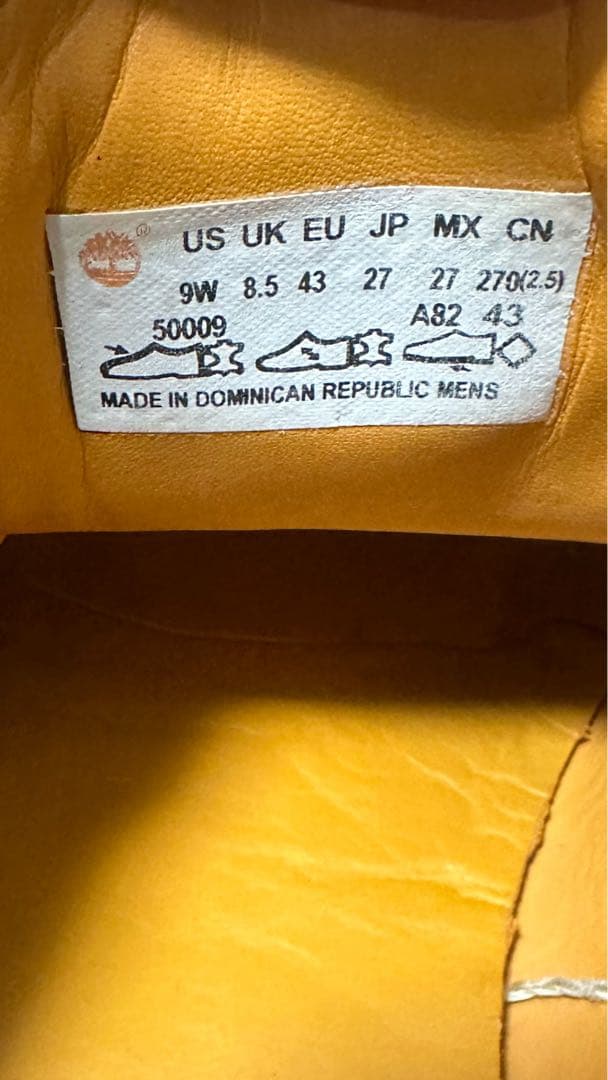 ®
US UK EU JP MX CN
9W 8.5 43 27 27 270(2.5)
50009 A82 43
MADE IN DOMINICAN REPUBLIC MENS